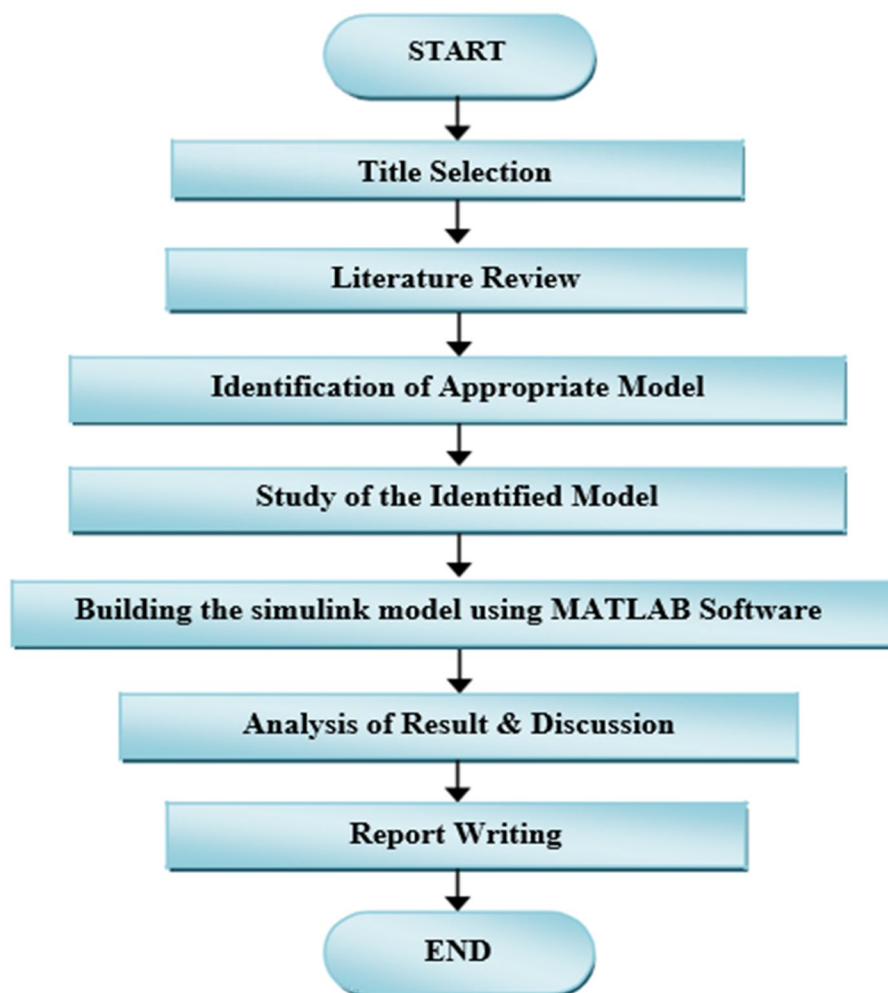 START
Title Selection
Literature Review
Identification of Appropriate Model
Study of the Identified Model
Building the simulink model using MATLAB Software
Analysis of Result & Discussion
Report Writing
END